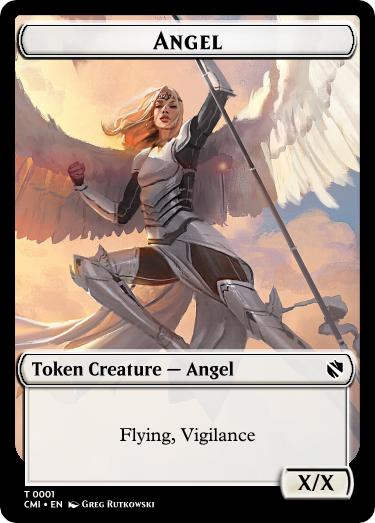 Angel
Token Creature — Angel
Flying, Vigilance
X/X
T 0001
CMI • EN Greg Rutkowski